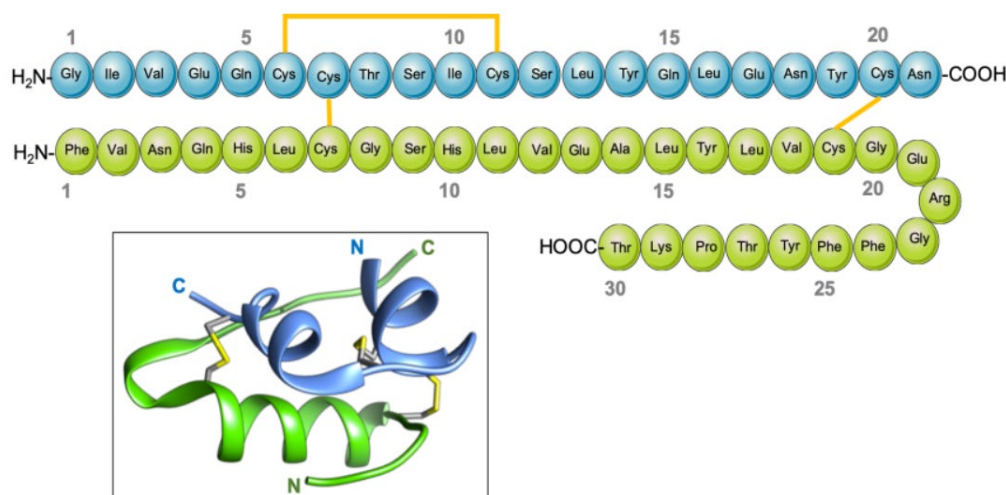 1 5 10 15 20
H₂N- Gly Ile Val Glu Gln Cys Cys Thr Ser Ile Cys Ser Leu Tyr Gln Leu Glu Asn Tyr Cys Asn -COOH
H₂N- Phe Val Asn Gln His Leu Cys Gly Ser His Leu Val Glu Ala Leu Tyr Leu Val Cys Gly Glu
1 5 10 15 20
Arg
HOOC- Thr Lys Pro Thr Tyr Phe Phe Gly
30 25
N C
C
N